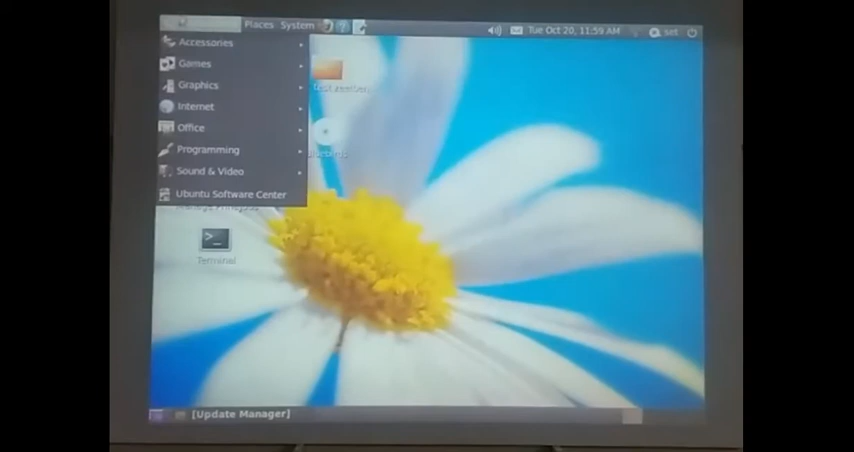 Places System Tue Oct 20, 11:59 AM set
Accessories
Games
Graphics
Internet
Office
Programming
Sound & Video
Ubuntu Software Center
Terminal
[Update Manager]